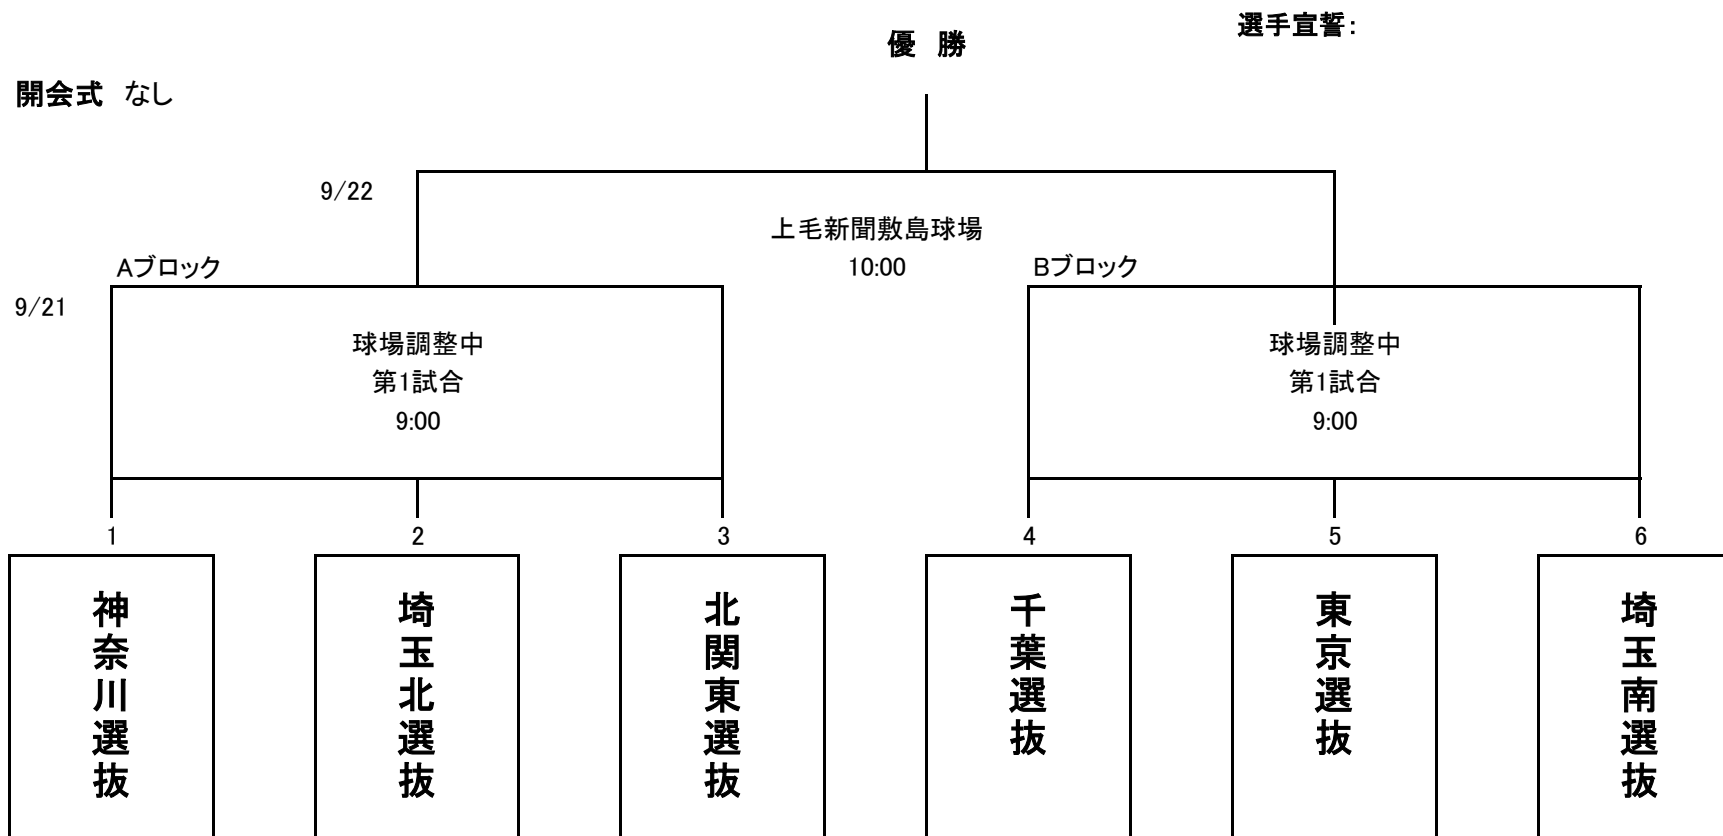 選手宣誓：
優 勝
開会式 なし
9/22
上毛新聞敷島球場
10:00
Aブロック
Bブロック
9/21
球場調整中
第1試合
9:00
球場調整中
第1試合
9:00
1
2
3
4
5
6
神奈川選抜
埼玉北選抜
北関東選抜
千葉選抜
東京選抜
埼玉南選抜